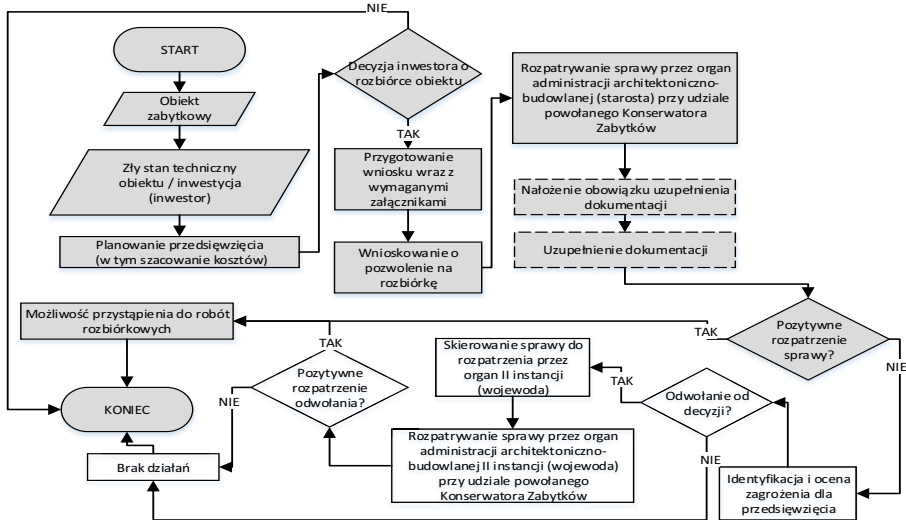 NIE
START
Obiekt
zabytkowy
Zły stan techniczny
obiektu / inwestycja
(inwestor)
Planowanie przedsięwzięcia
(w tym szacowanie kosztów)
Decyzja inwestora o
rozbiórce obiektu
TAK
Przygotowanie
wniosku wraz z
wymaganymi
załącznikami
Wnioskowanie o
pozwolenie na
rozbiórkę
Rozpatrywanie sprawy przez organ
administracji architektoniczno-
budowlanej (starosta) przy udziale
powołanego Konserwatora
Zabytków
Nałożenie obowiązku uzupełnienia
dokumentacji
Uzupełnienie dokumentacji
Pozytywne
rozpatrzenie
sprawy?
TAK
NIE
Możliwość przystąpienia do robót
rozbiórkowych
KONIEC
Brak działań
Pozytywne
rozpatrzenie
odwołania?
TAK
NIE
Skierowanie sprawy do
rozpatrzenia przez
organ II instancji
(wojewoda)
Rozpatrywanie sprawy przez organ
administracji architektoniczno-
budowlanej II instancji (wojewoda)
przy udziale powołanego
Konserwatora Zabytków
TAK
Odwołanie od
decyzji?
NIE
Identyfikacja i ocena
zagrożenia dla
przedsięwzięcia